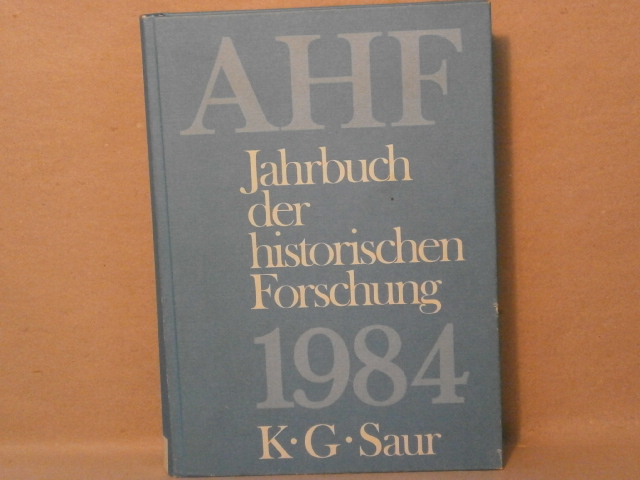 AHF
Jahrbuch
der
historischen
Forschung
1984
K·G·Saur